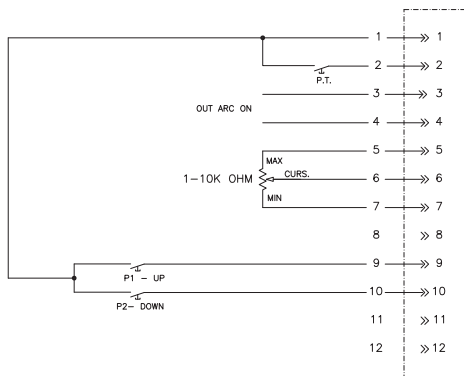 1 1
2 2
P.T.
3 3
OUT ARC ON
4 4
5 5
MAX
1-10K OHM CURS. 6 6
MIN
7 7
8 8
9 9
P1 - UP
10 10
P2- DOWN
11 11
12 12